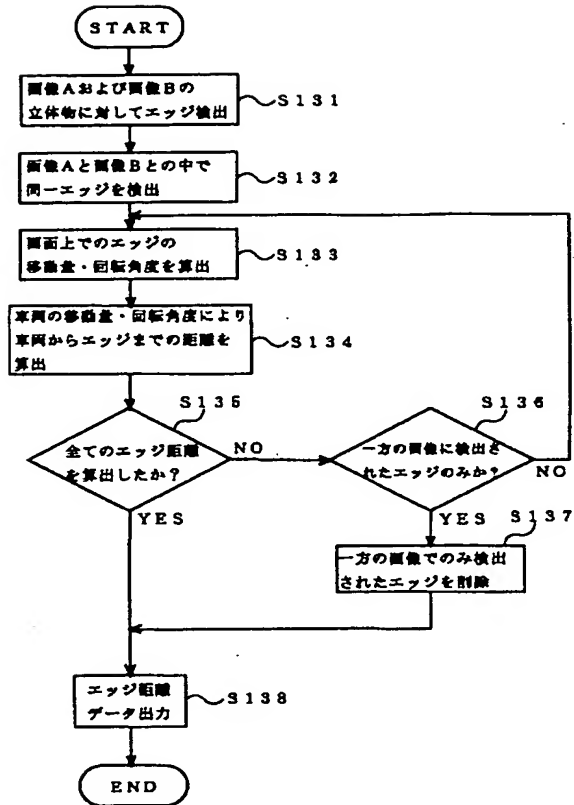 START
画像Aおよび画像Bの
立体物に対してエッジ検出
S131
画像Aと画像Bとの中で
同一エッジを検出
S132
画面上でのエッジの
移動量・回転角度を算出
S133
車両の移動量・回転角度により
車両からエッジまでの距離を
算出
S134
S135
全てのエッジ距離
を算出したか?
NO
YES
S136
一方の画像に検出さ
れたエッジのみか?
NO
YES
S137
一方の画像でのみ検出
されたエッジを削除
エッジ距離
データ出力
S138
END